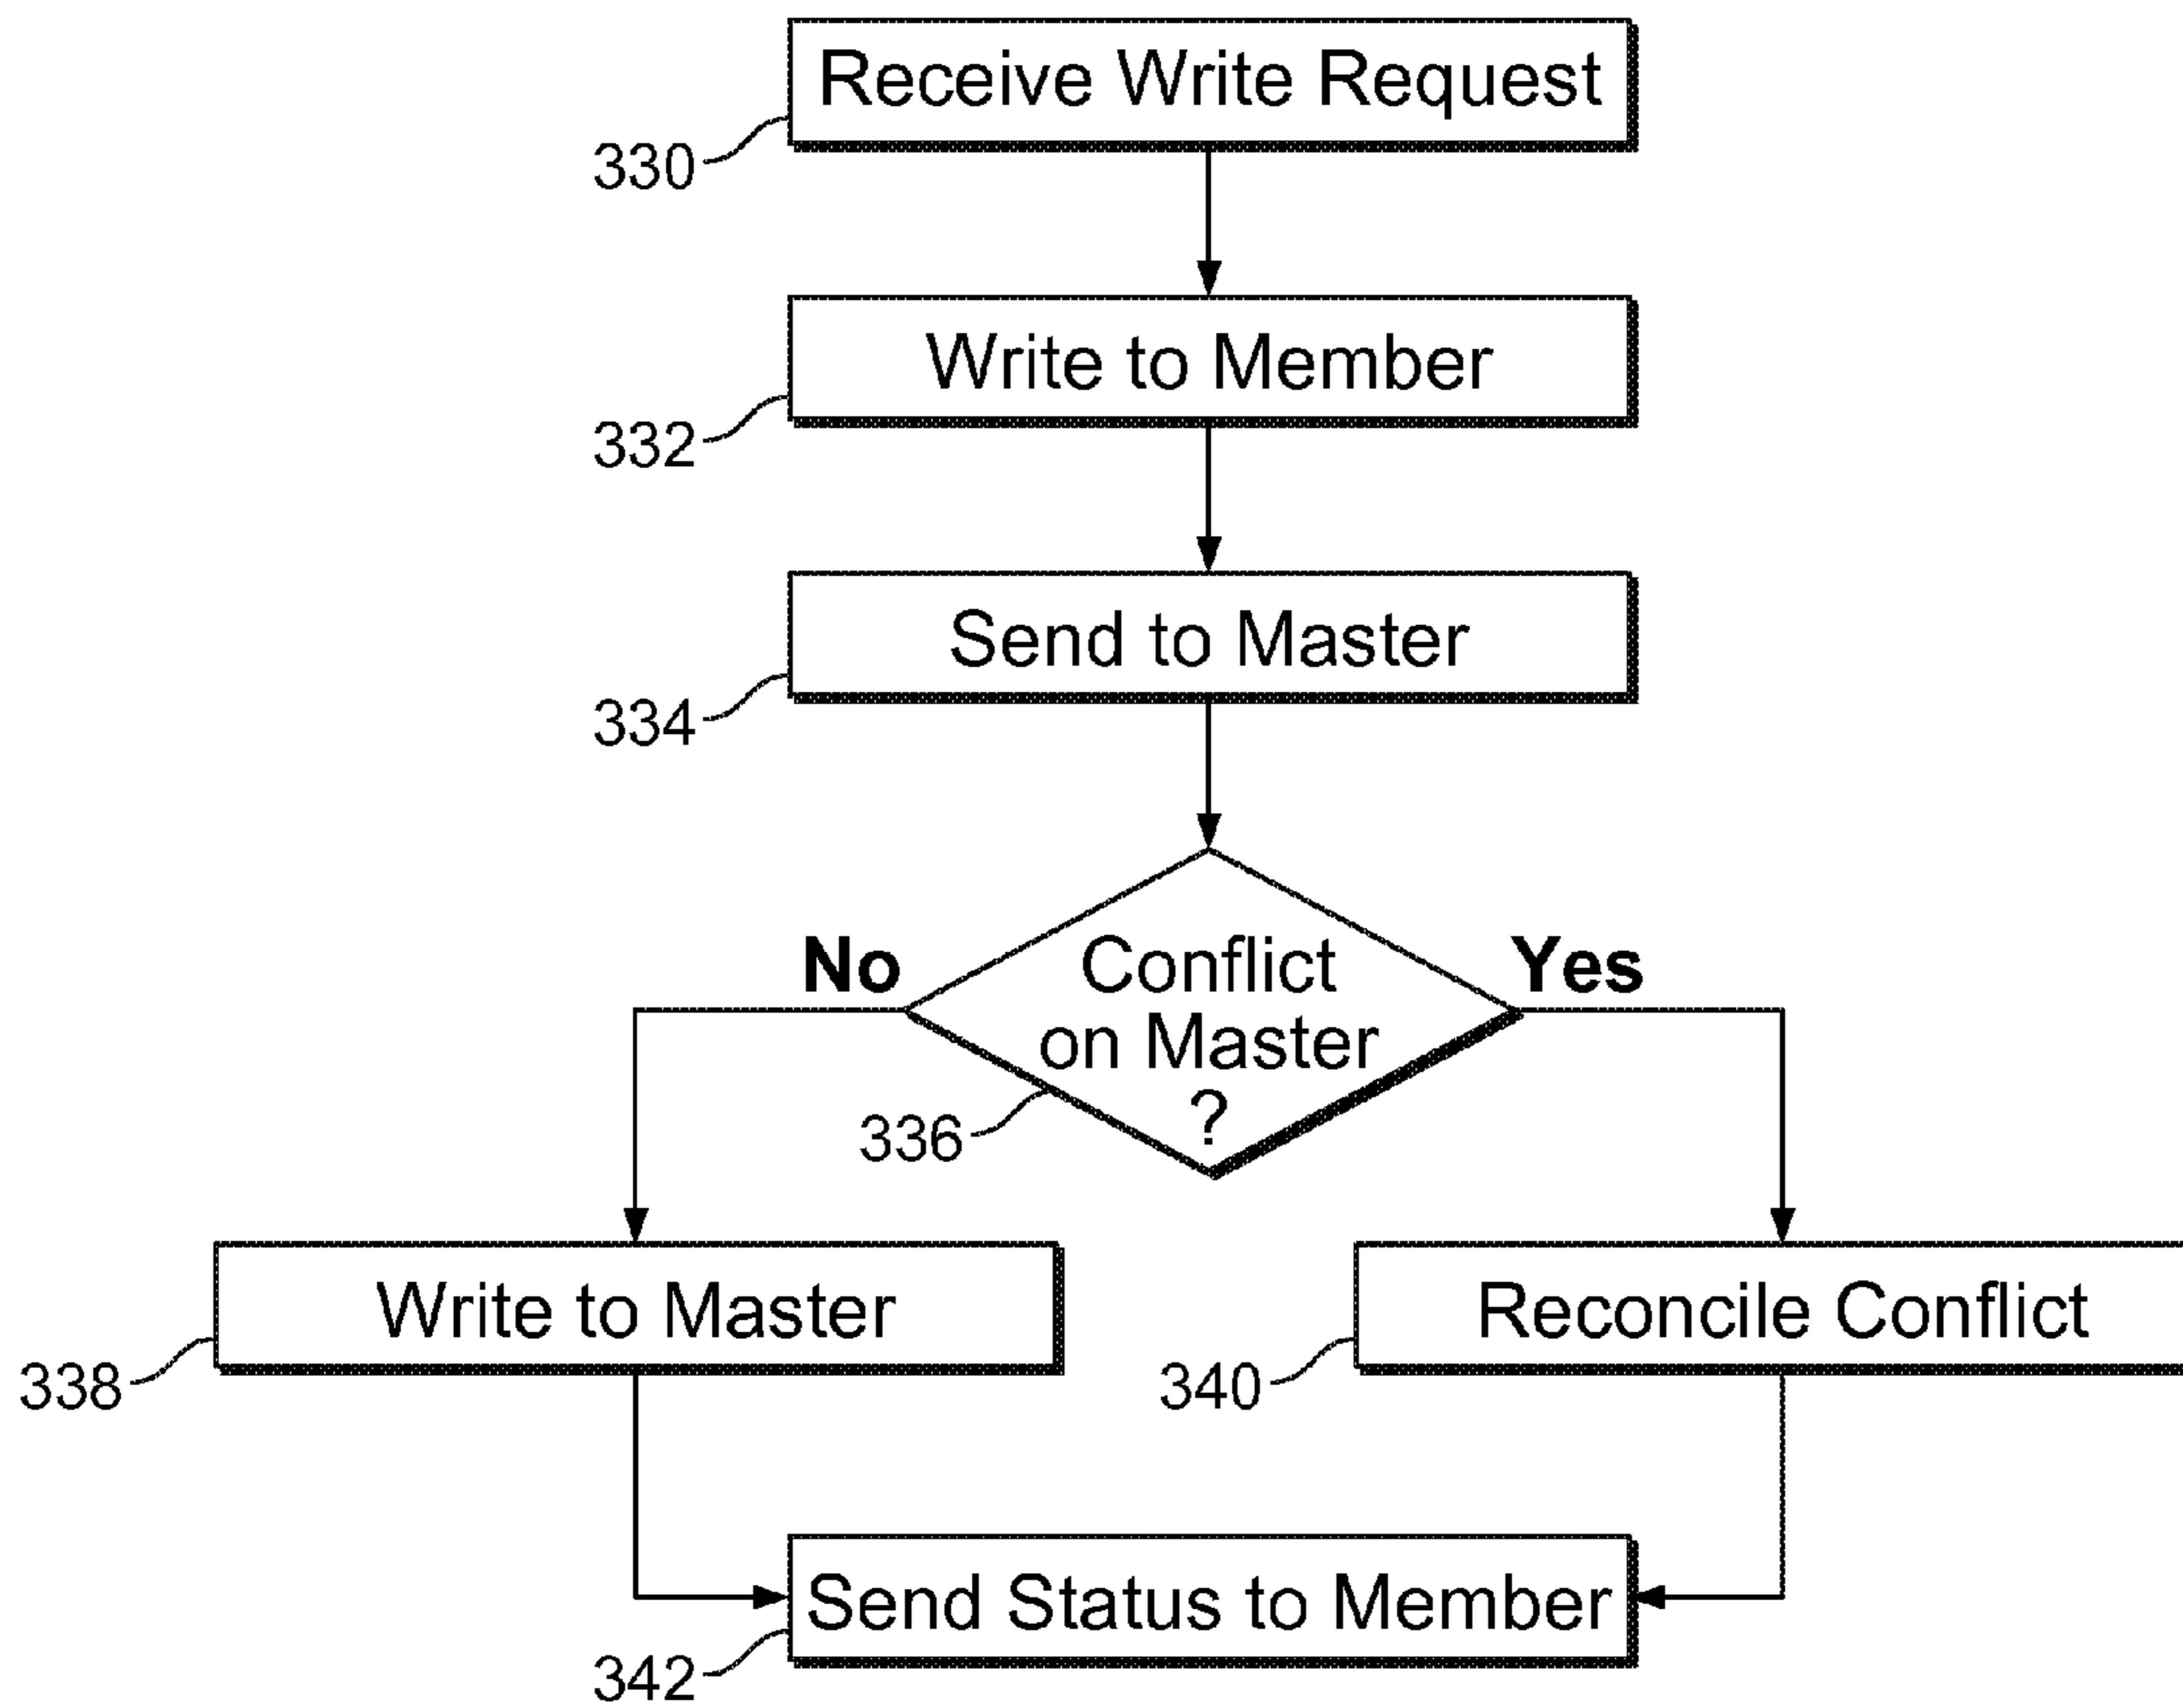 Receive Write Request
330
Write to Member
332
Send to Master
334
No
Conflict
on Master
?
Yes
336
Write to Master
338
Reconcile Conflict
340
Send Status to Member
342